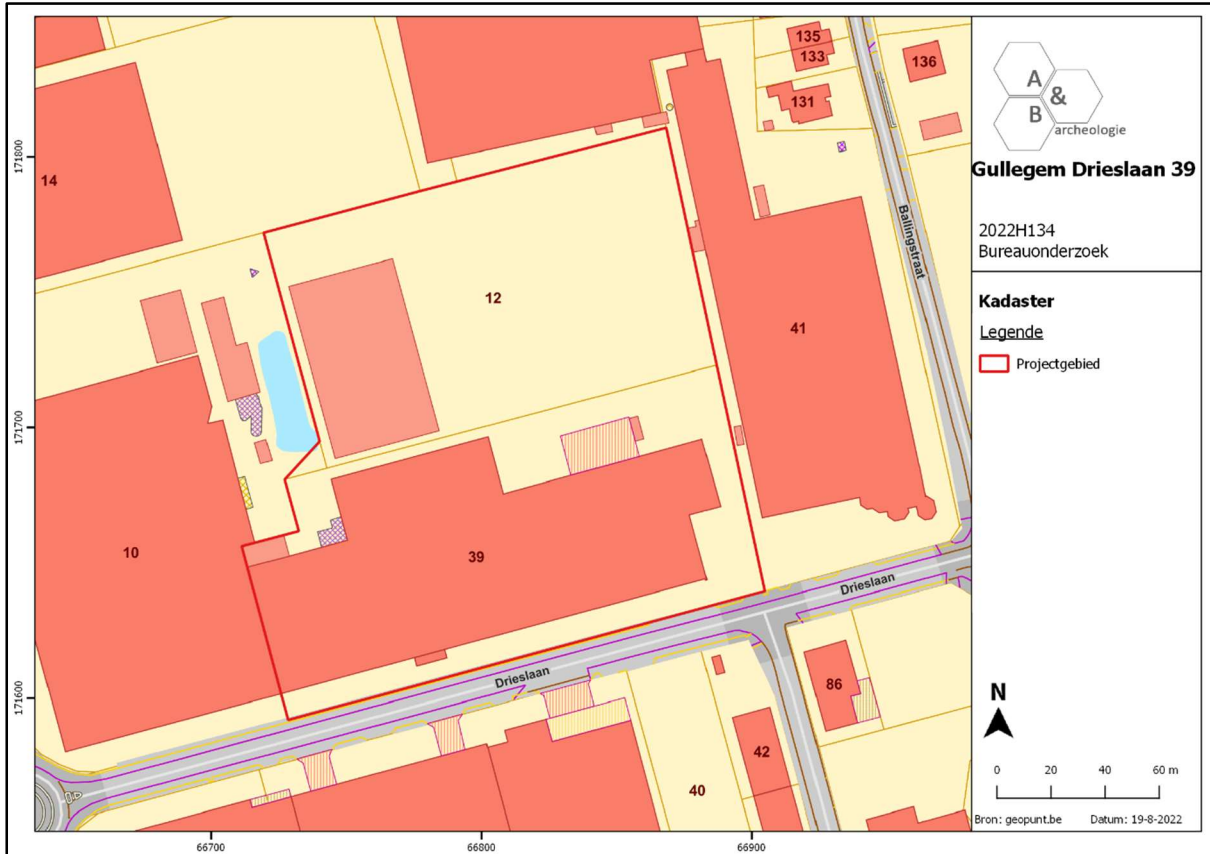 135
133
136
131
14
171800
Ballingstraat
12
41
171700
10
39
Drieslaan
Drieslaan
171600
86
42
40
66700
66800
66900
A
&
B
archeologie
Gullegem Drieslaan 39
2022H134
Bureauonderzoek
Kadaster
Legende
Projectgebied
N
0 20 40 60 m
Bron: geopunt.be Datum: 19-8-2022